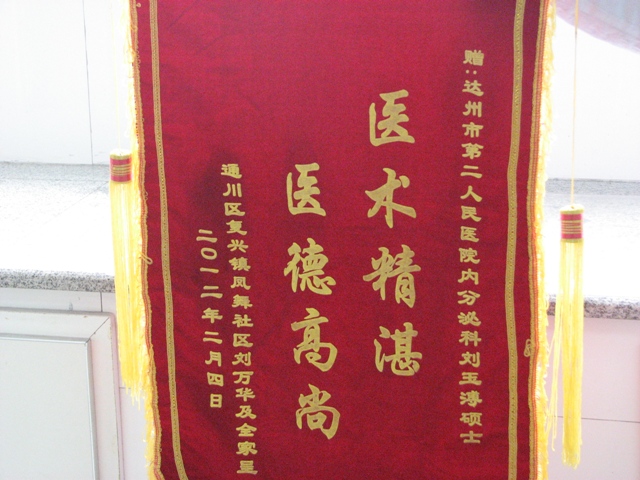 赠:达州市第二人民医院内分泌科刘玉溥硕士
医术精湛
医德高尚
通川区复兴镇凤舞社区刘万华及全家呈
二〇一二年二月四日